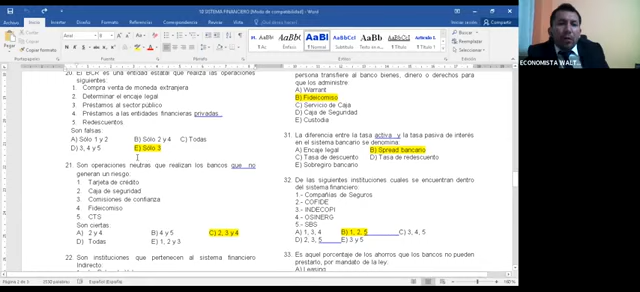 12 SISTEMA FINANCIERO [Modo de compatibilidad] - Word
Archivo Inicio Insertar Diseño Formato Referencias Correspondencia Revisar Vista
Iniciar sesión Compartir
Pegar
Arial
AaBbCc AaBbCc AaBl AaBbCcD AaBbCcD Artículo 1.
Énfasis ¶ Normal
20. El BCR es una entidad estatal que realiza las operaciones
siguientes:
1 Compra venta de moneda extranjera
2 Determinar el encaje legal
3 Préstamos al sector público
4 Préstamos a las entidades financieras privadas
5 Redescuentos
Son falsas:
A) Sólo 1 y 2 B) Sólo 2 y 4 C) Todas
D) 3, 4 y 5 E) Sólo 3
21. Son operaciones neutras que realizan los bancos que no
generan un riesgo:
1 Tarjeta de crédito
2 Caja de seguridad
3 Comisiones de confianza
4 Fideicomiso
5 CTS
Son ciertas:
A) 2 y 4 B) 4 y 5 C) 2, 3 y 4
D) Todas E) 1, 2 y 3
22 Son instituciones que pertenecen al sistema financiero
Indirecto
persona transfiere al banco bienes, dinero o derechos para
que los administre
A) Warrant
B) Fideicomiso
C) Servicio de Caja
D) Caja de Seguridad
E) Custodia
31. La diferencia entre la tasa activa y la tasa pasiva de interés
en el sistema bancario se denomina:
A) Encaje legal B) Spread bancario
C) Tasa de descuento D) Tasa de redescuento
E) Sobregiro bancario
32. De las siguientes instituciones cuales se encuentran dentro
del sistema financiero:
1.- Compañías de Seguros
2.- COFIDE
3.- INDECOPI
4.- OSINERG
5.- SBS
A) 1, 3, 4 B) 1, 2, 5 C) 3, 4, 5
D) 2, 3, 5 E) 3 y 5
33. Es aquel porcentaje de los ahorros que los bancos no pueden
prestarlo, por mandato de la ley.
A) Leasing
ECONOMISTA WALT...
Español (España)
100 %